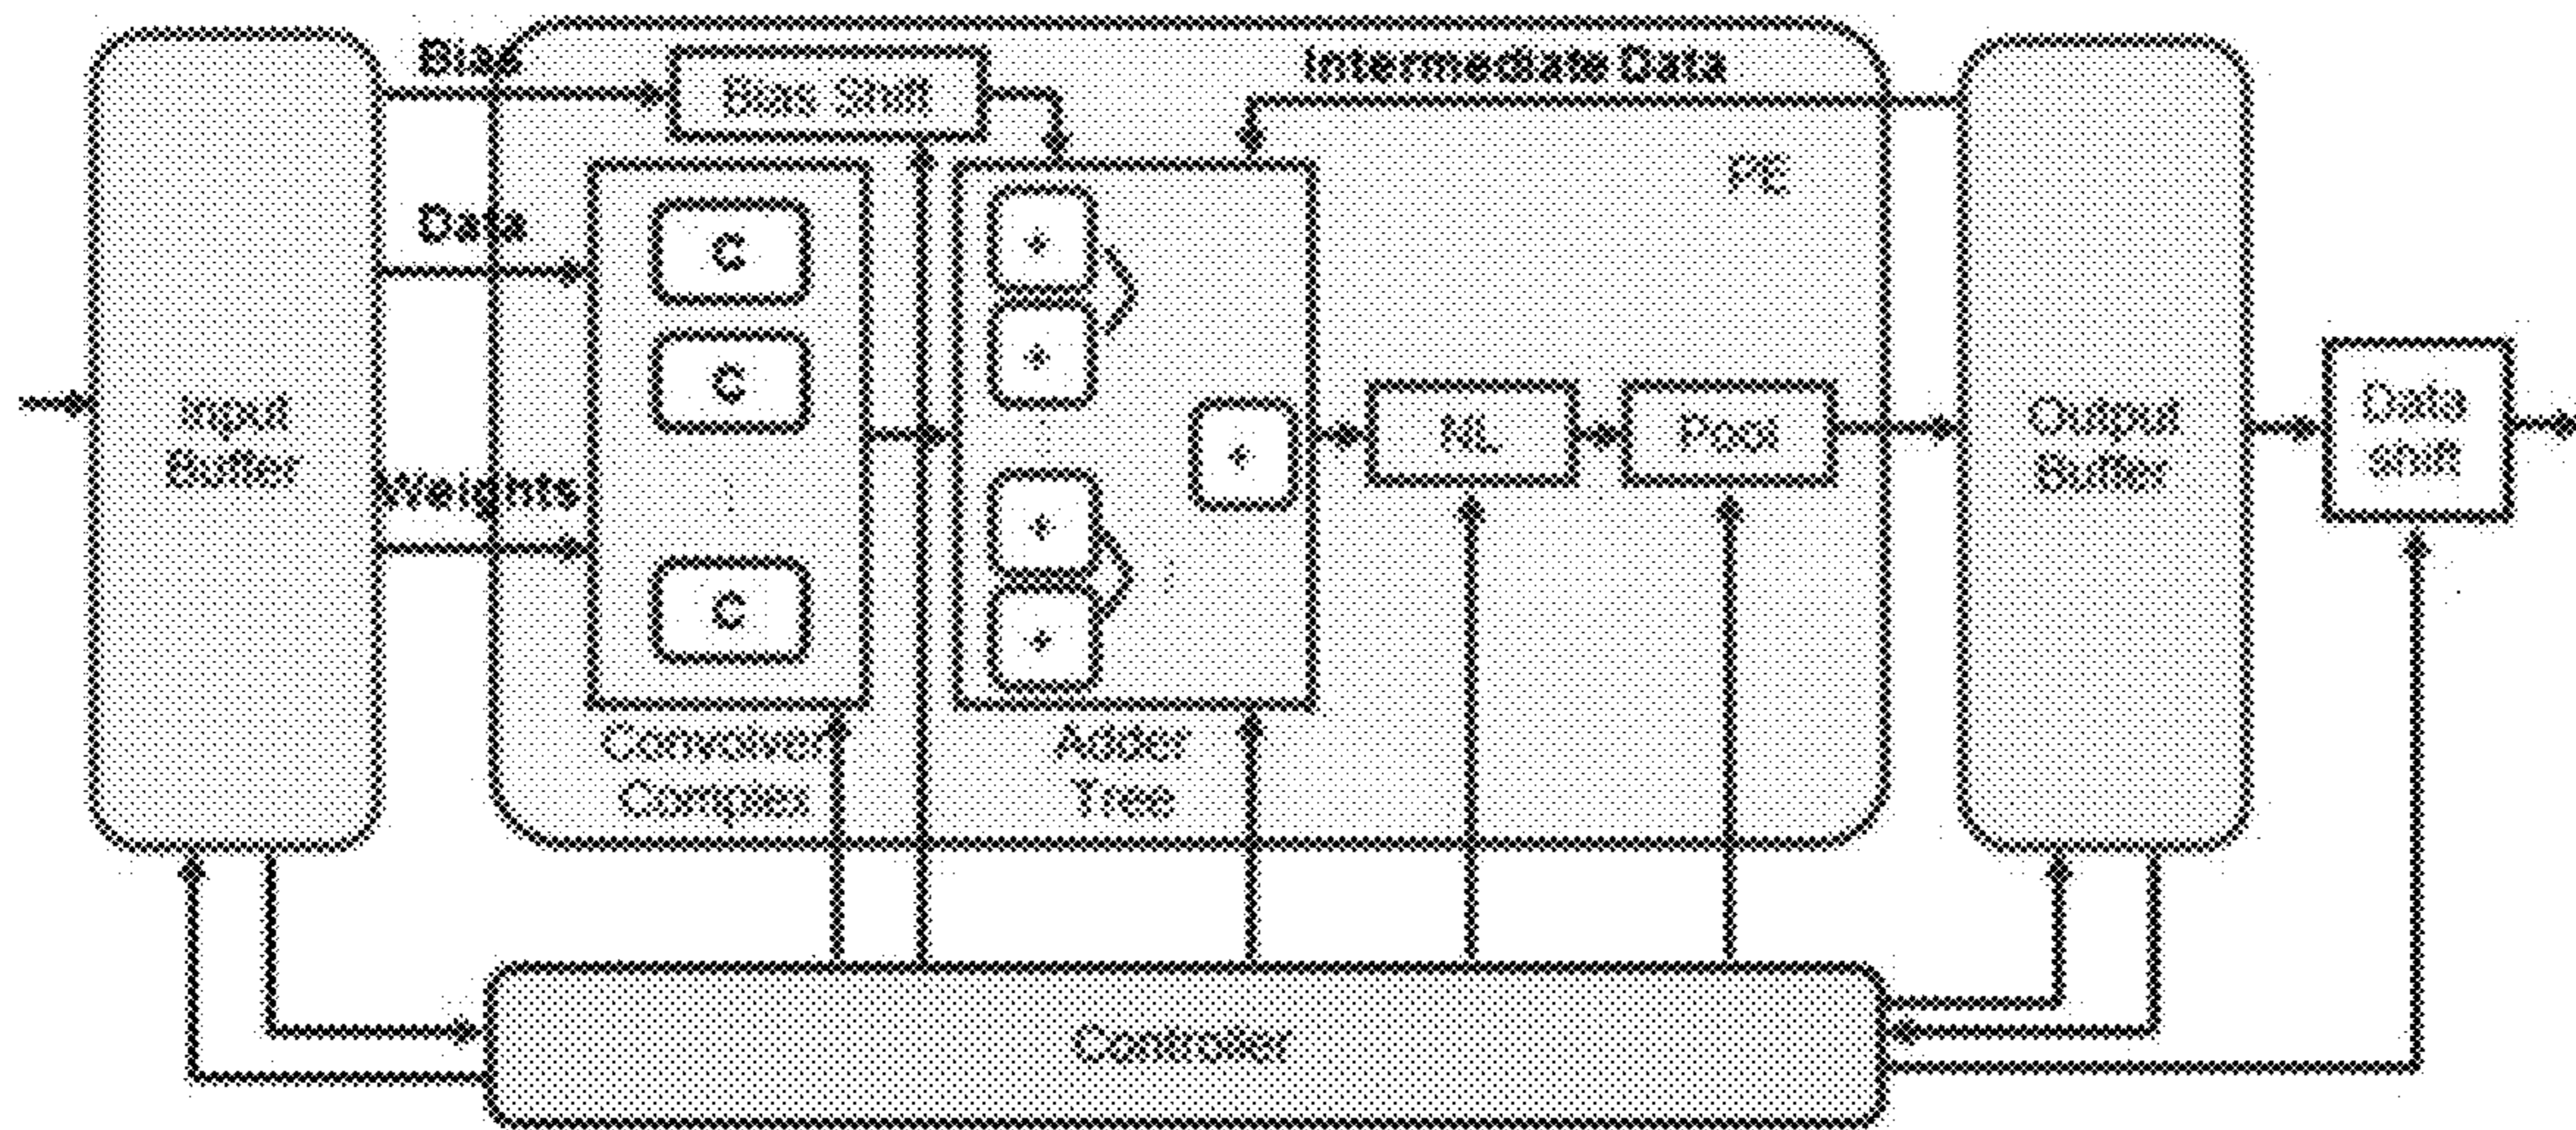 Bias
Bias Shift
Intermediate Data
PE
Data
C
+
C
+
Input
Buffer
Weights
C
+
+
+
NL
Pool
Output
Buffer
Data
shift
Convolver
Complex
Adder
Tree
Controller